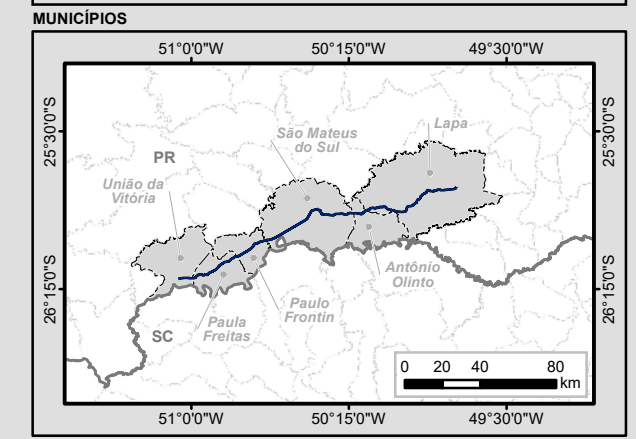 MUNICÍPIOS
51°0'0"W 50°15'0"W 49°30'0"W
25°30'0"S
25°30'0"S
Lapa
São Mateus
do Sul
PR
União da
Vitória
Antônio
Olinto
26°15'0"S
26°15'0"S
Paulo
Frontin
Paula
Freitas
SC
0 20 40 80
km
51°0'0"W 50°15'0"W 49°30'0"W